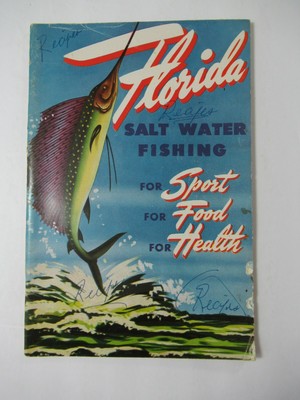 Florida
SALT WATER
FISHING
FOR Sport
FOR Food
FOR Health